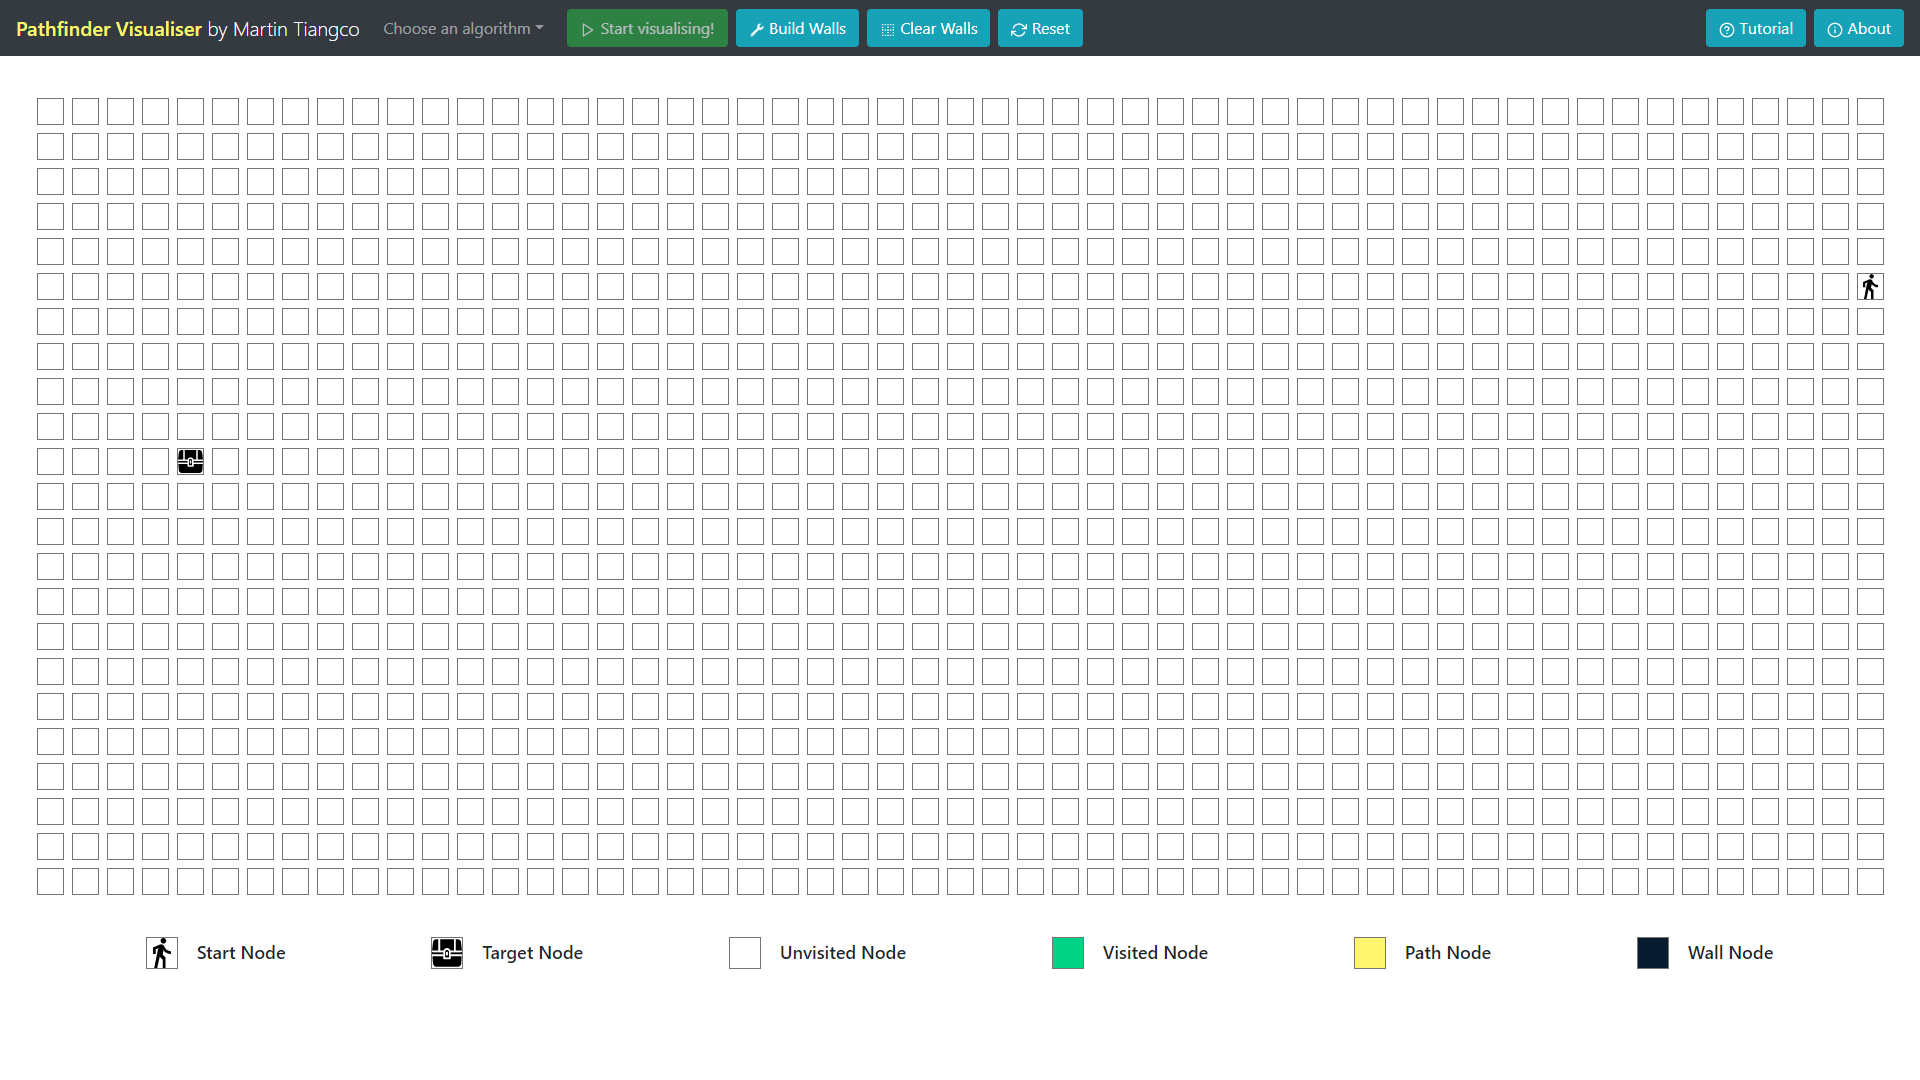 Pathfinder Visualiser by Martin Tiangco Choose an algorithm Start visualising! Build Walls Clear Walls Reset Tutorial About
Start Node Target Node Unvisited Node Visited Node Path Node Wall Node